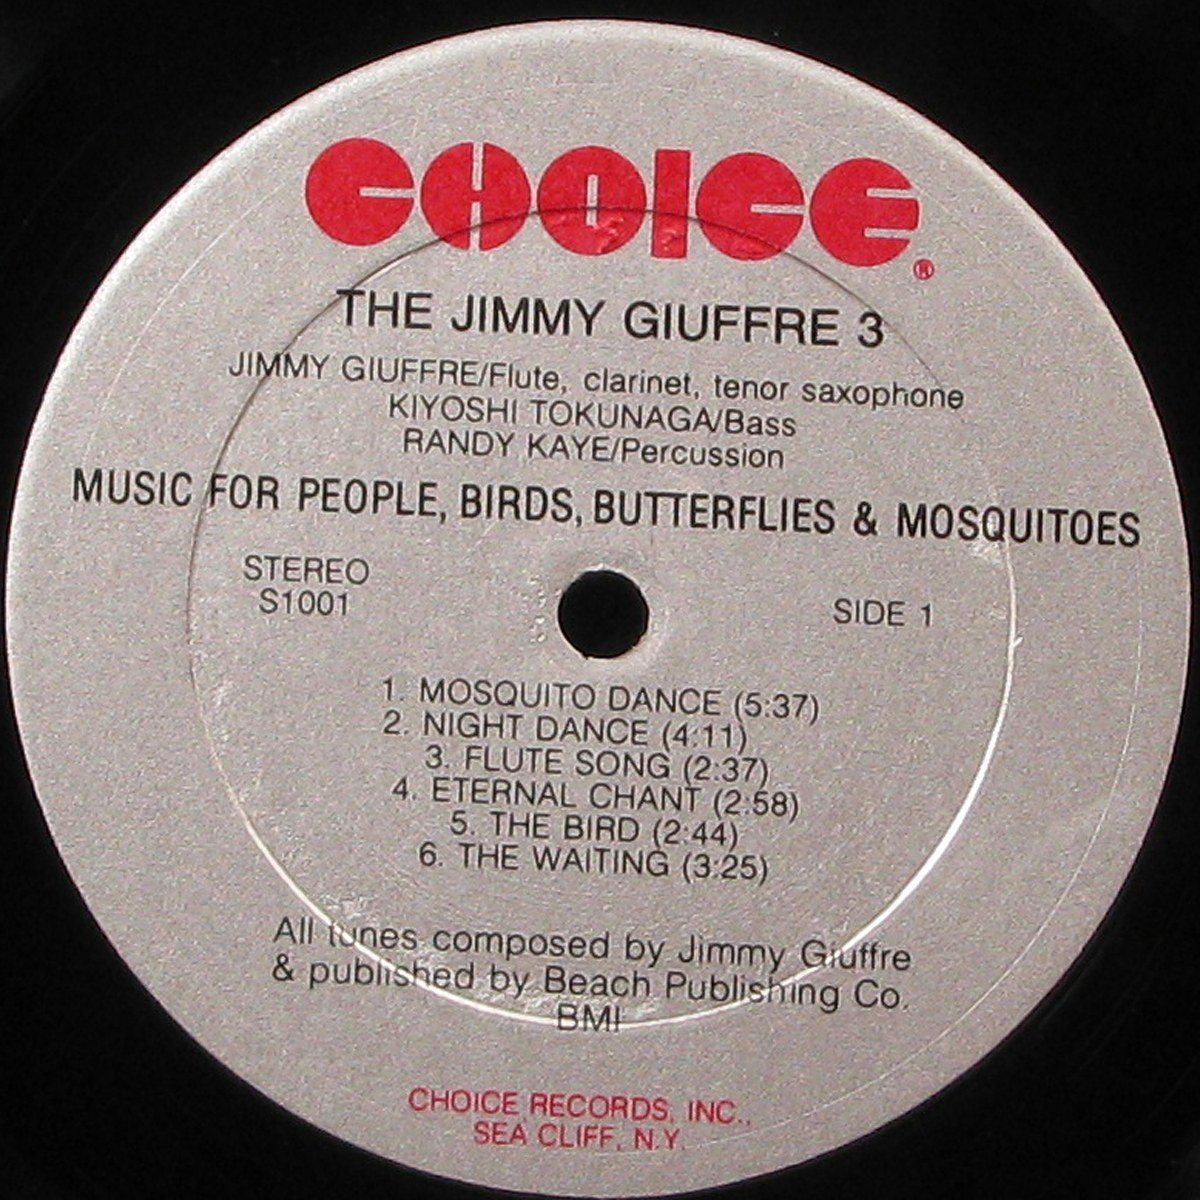 CHOICE®
THE JIMMY GIUFFRE 3
JIMMY GIUFFRE/Flute, clarinet, tenor saxophone
KIYOSHI TOKUNAGA/Bass
RANDY KAYE/Percussion
MUSIC FOR PEOPLE, BIRDS, BUTTERFLIES & MOSQUITOES
STEREO
S1001
SIDE 1
1. MOSQUITO DANCE (5:37)
2. NIGHT DANCE (4:11)
3. FLUTE SONG (2:37)
4. ETERNAL CHANT (2:58)
5. THE BIRD (2:44)
6. THE WAITING (3:25)
All tunes composed by Jimmy Giuffre
& published by Beach Publishing Co.
BMI
CHOICE RECORDS, INC.,
SEA CLIFF, N.Y.